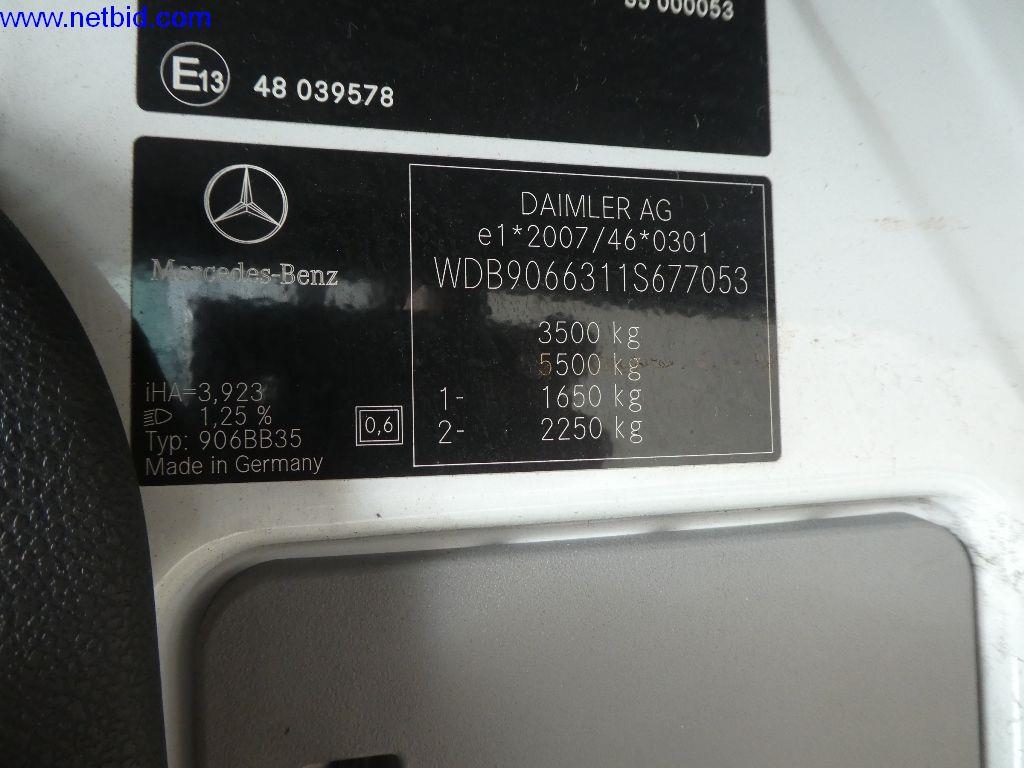 www.netbid.com
000053
E13 48 039578
Mercedes-Benz
DAIMLER AG
e1*2007/46*0301
WDB9066311S677053
3500 kg
5500 kg
1- 1650 kg
2- 2250 kg
iHA=3,923
1,25 %
Typ: 906BB35
Made in Germany
0,6